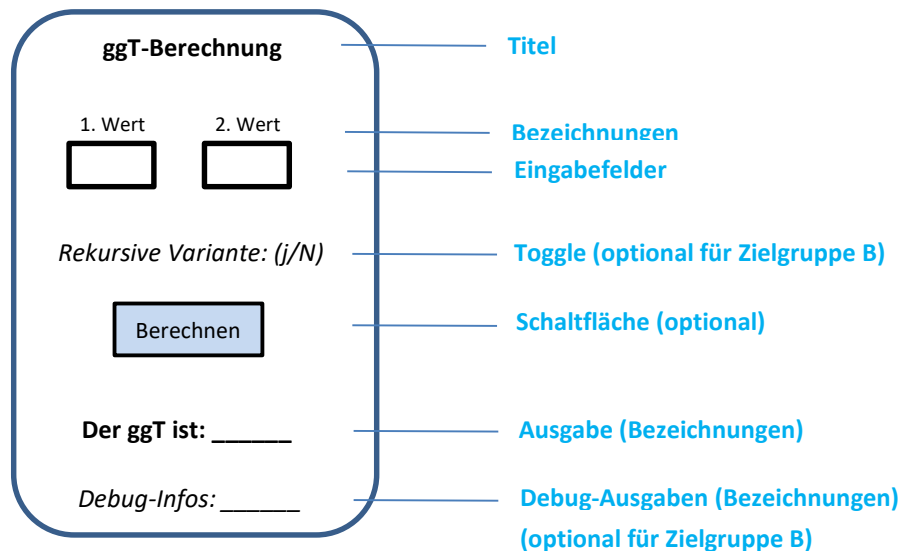 ggT-Berechnung
Titel
1. Wert 2. Wert
Bezeichnungen
Eingabefelder
Rekursive Variante: (j/N)
Toggle (optional für Zielgruppe B)
Berechnen
Schaltfläche (optional)
Der ggT ist: ______
Ausgabe (Bezeichnungen)
Debug-Infos: ______
Debug-Ausgaben (Bezeichnungen)
(optional für Zielgruppe B)